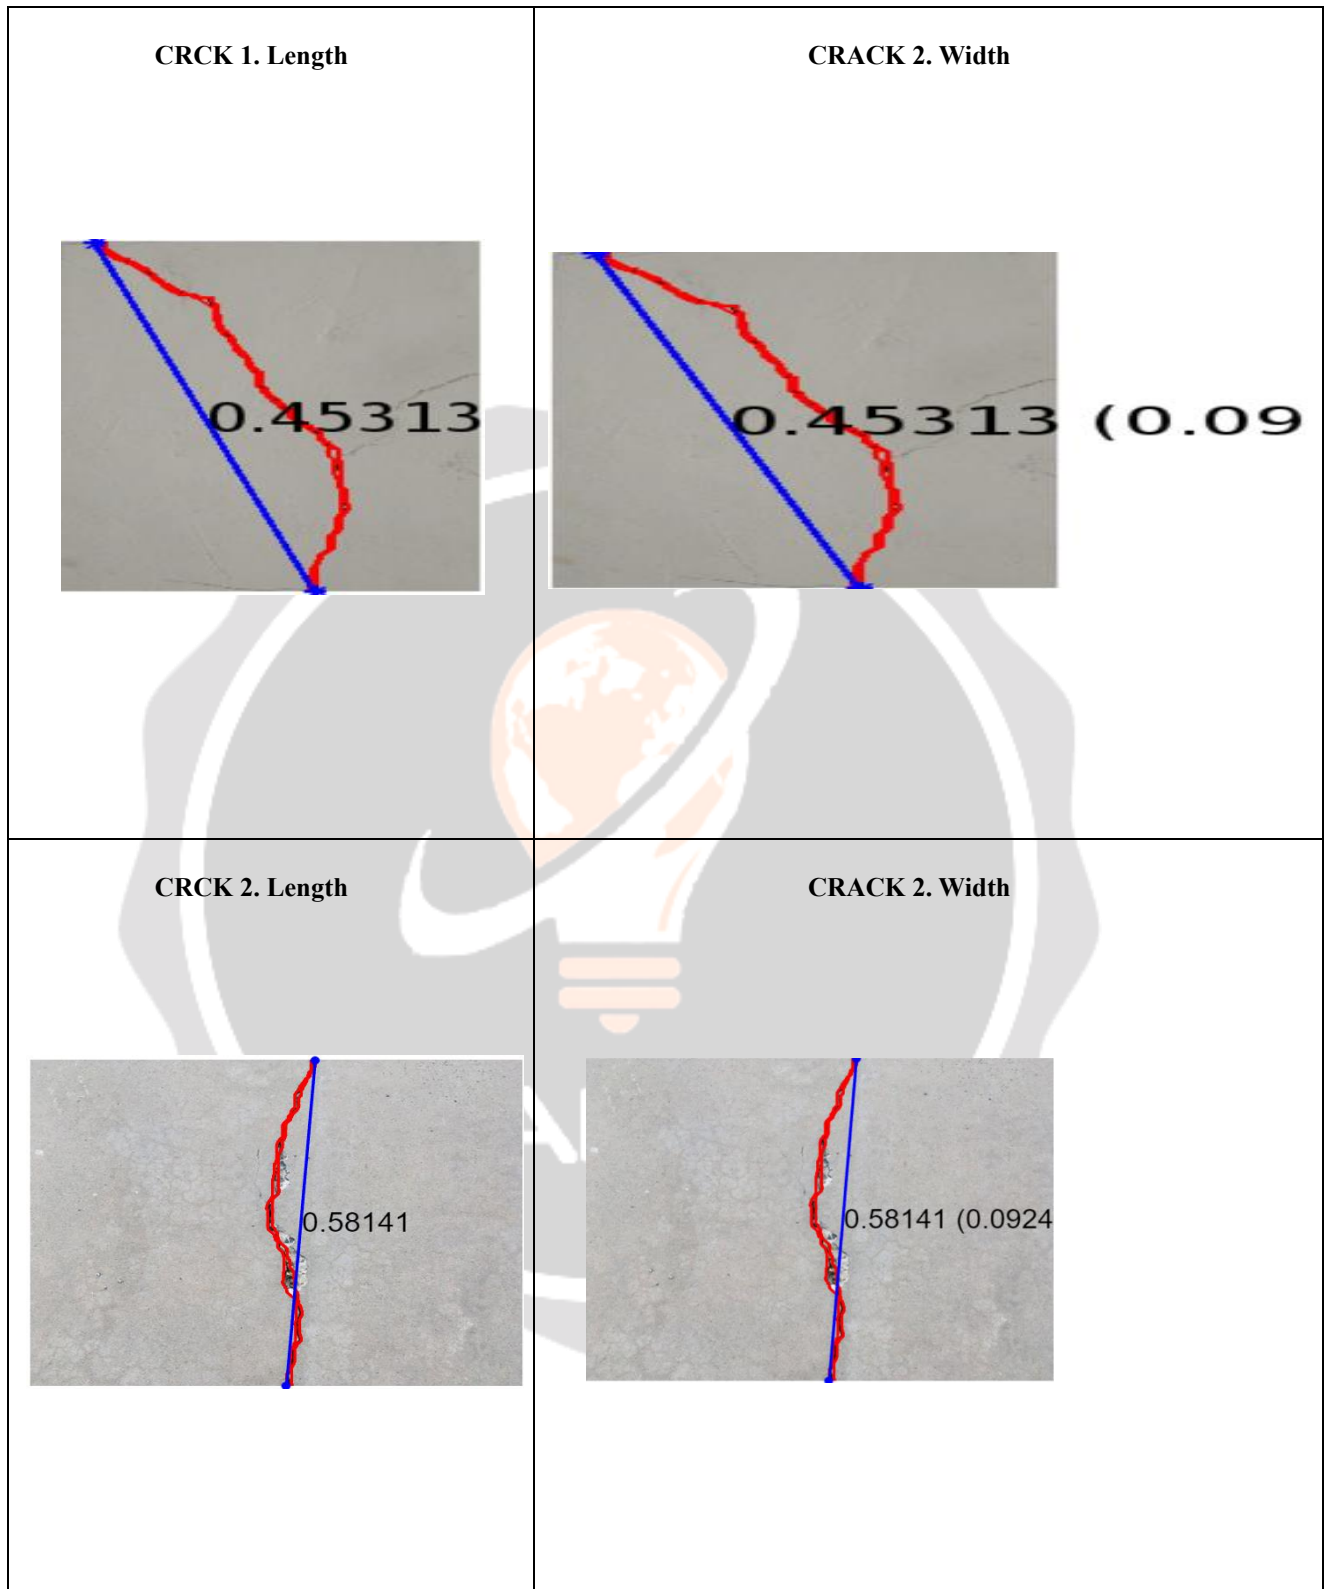 CRCK 1. Length
CRACK 2. Width
0.45313
0.45313 (0.09
CRCK 2. Length
CRACK 2. Width
0.58141
0.58141 (0.0924